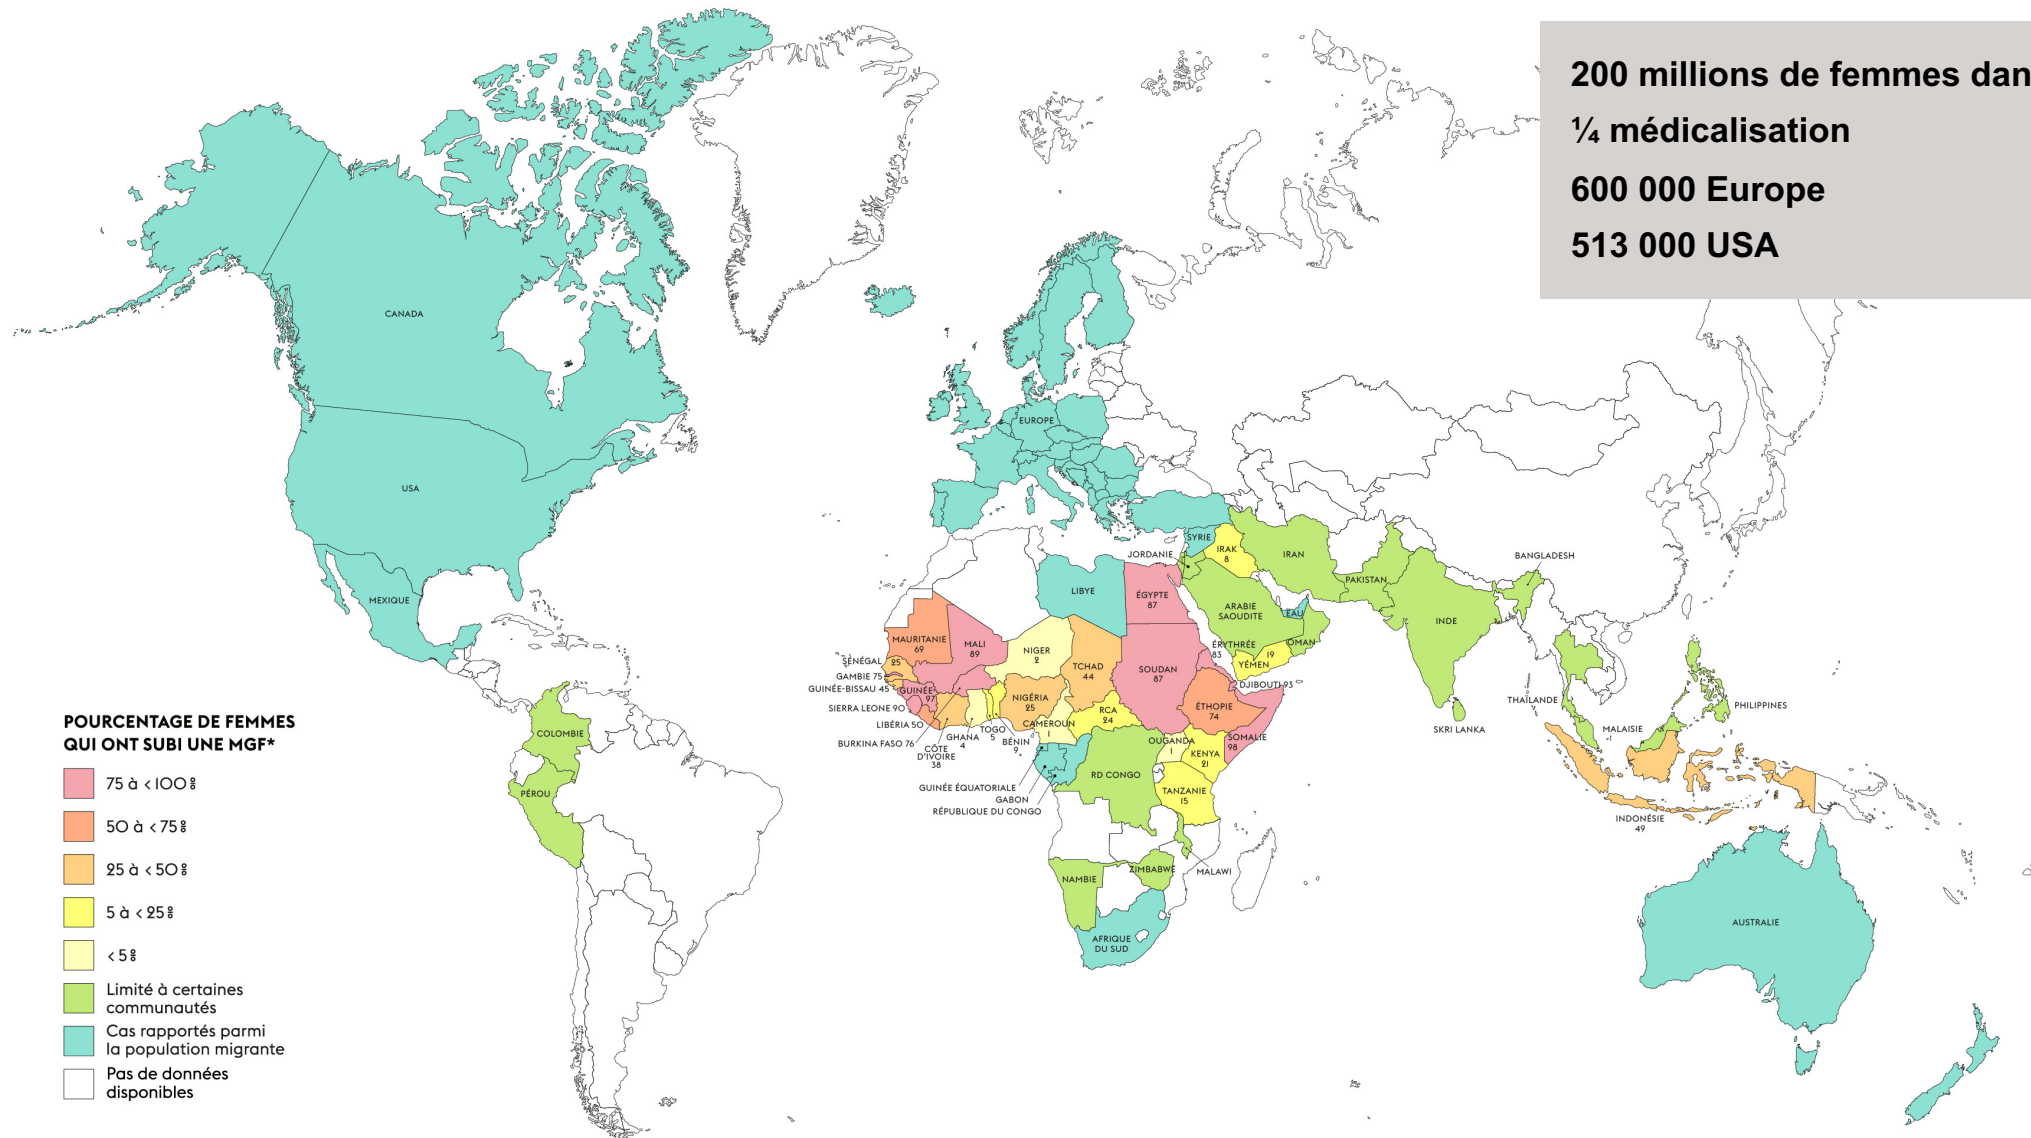 200 millions de femmes dan
¼ médicalisation
600 000 Europe
513 000 USA
CANADA
USA
MEXIQUE
COLOMBIE
PÉROU
EUROPE
SYRIE
JORDANIE
IRAK
8
IRAN
PAKISTAN
BANGLADESH
INDE
SKRI LANKA
ARABIE
SAOUDITE
EAU
OMAN
19
YÉMEN
LIBYE
ÉGYPTE
87
MAURITANIE
69
MALI
89
NIGER
2
TCHAD
44
SOUDAN
87
ÉRYTHRÉE
83
DJIBOUTI 93
SÉNÉGAL 25
GAMBIE 75
GUINÉE-BISSAU 45
GUINÉE
97
SIERRA LEONE 90
LIBÉRIA 50
BURKINA FASO 76
CÔTE
D'IVOIRE
38
GHANA
4
TOGO
5
BÉNIN
9
NIGÉRIA
25
CAMEROUN
1
RCA
24
ÉTHOPIE
74
SOMALIE
98
OUGANDA
1
KENYA
21
TANZANIE
15
RD CONGO
GUINÉE ÉQUATORIALE
GABON
RÉPUBLIQUE DU CONGO
NAMBIE
ZIMBABWE
MALAWI
AFRIQUE
DU SUD
THAÏLANDE
MALAISIE
PHILIPPINES
INDONÉSIE
49
AUSTRALIE
POURCENTAGE DE FEMMES
QUI ONT SUBI UNE MGF*
75 à <100%
50 à <75%
25 à <50%
5 à <25%
<5%
Limité à certaines
communautés
Cas rapportés parmi
la population migrante
Pas de données
disponibles